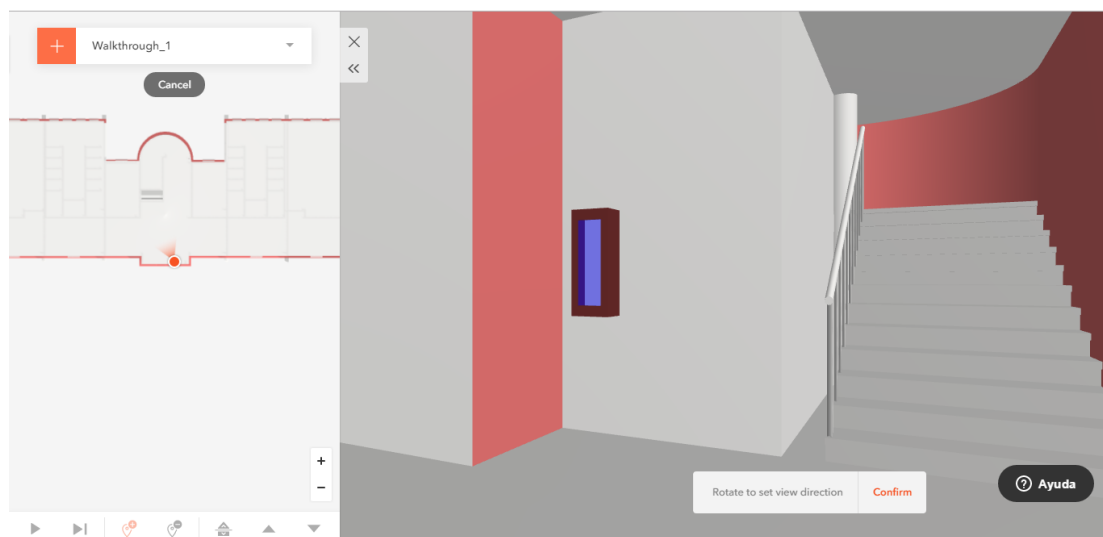 Walkthrough_1
Cancel
Rotate to set view direction
Confirm
Ayuda